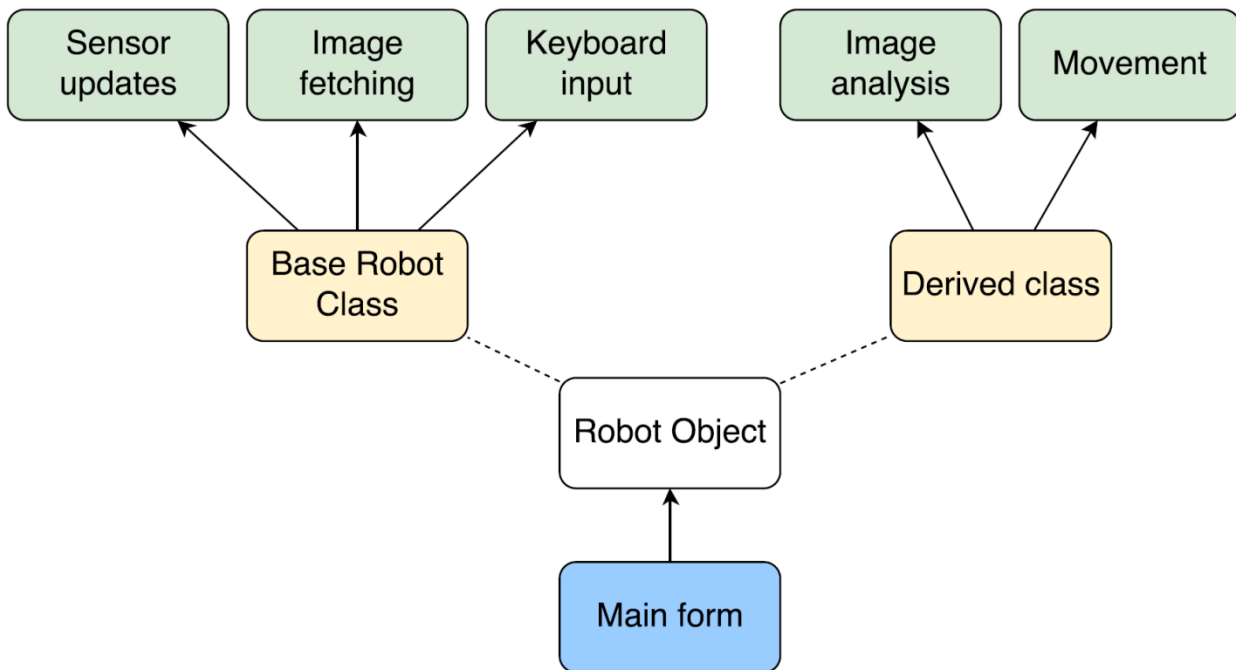 Sensor
updates
Image
fetching
Keyboard
input
Image
analysis
Movement
Base Robot
Class
Derived class
Robot Object
Main form